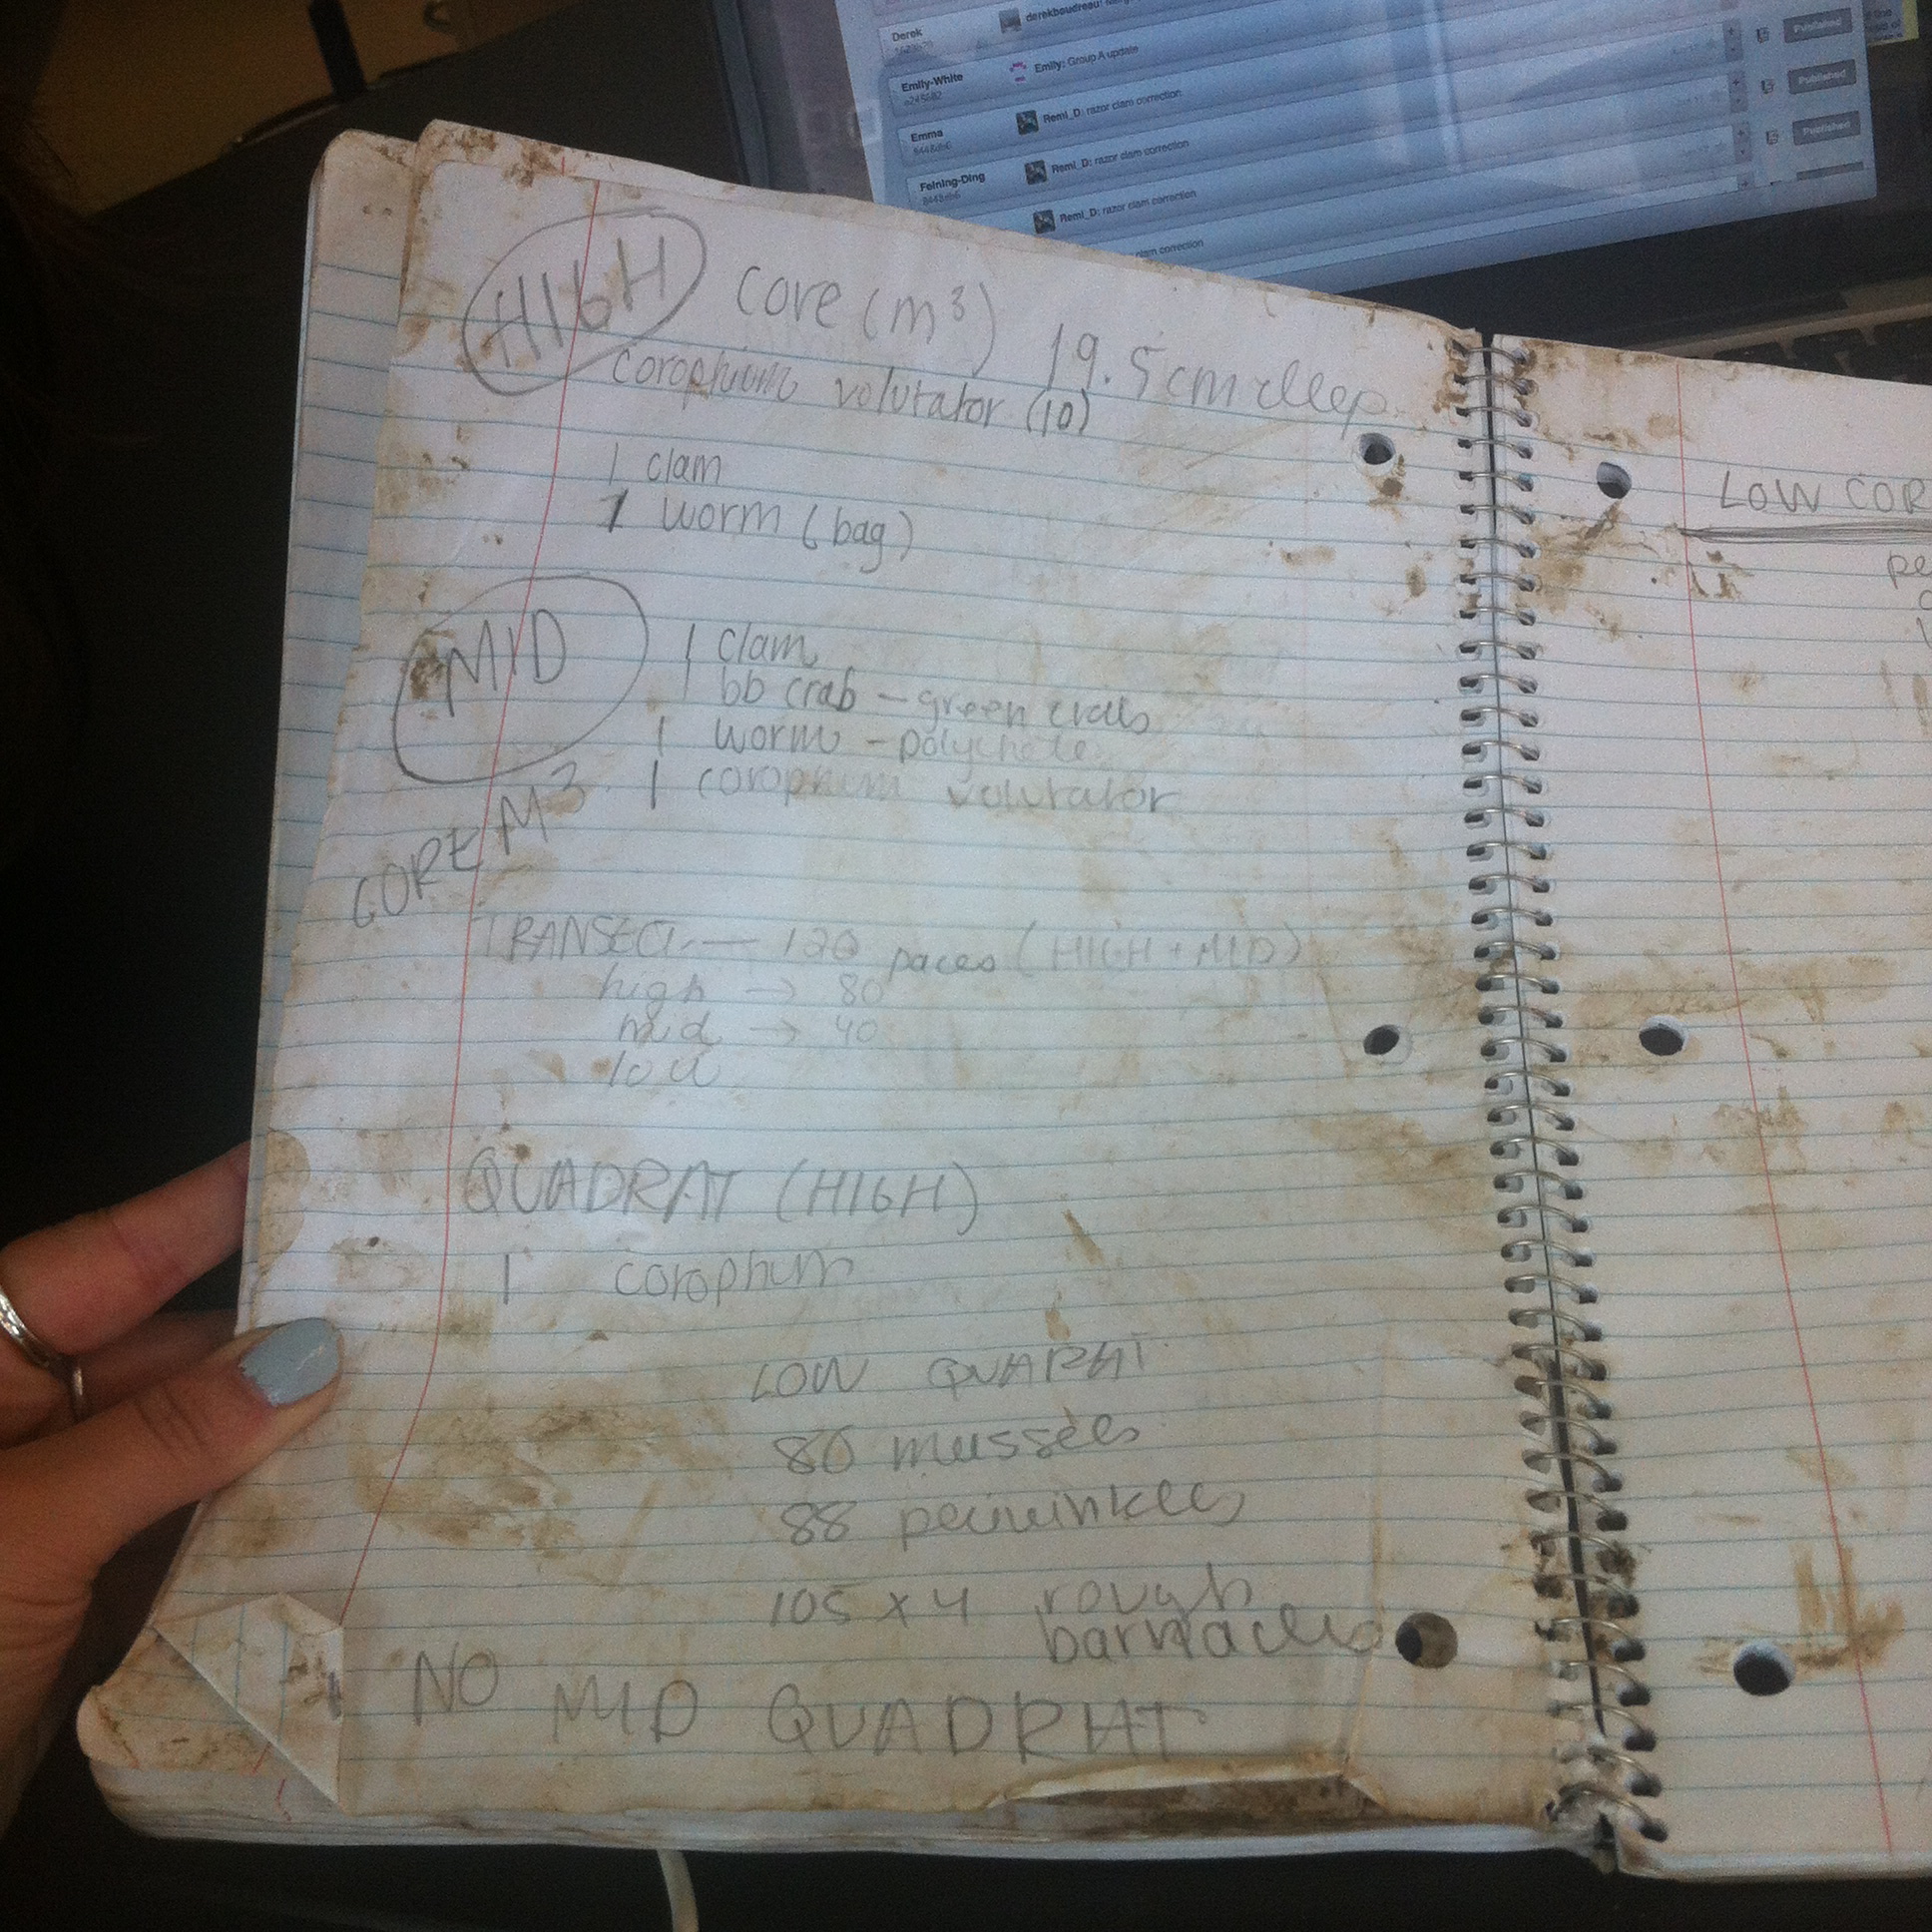 Derek
derekboudreau:
Published
Emily-White
Emily: Group A update
Published
Emma
Remi_D: razor clam correction
Published
Feining-Ding
Remi_D: razor clam correction
Remi_D: razor clam correction
clam correction
HIGH core (m³) 19.5cm deep
corophium volutator (10)
1 clam
1 worm (bag)
MID
1 clam
1 bb crab - green crab
1 worm - polychete
1 corophium volutator
CORE M3
TRANSECT - 120 paces (HIGH + MID)
high → 80
mid → 40
low
QUADRAT (HIGH)
1 corophium
LOW QUADRAT
80 mussels
88 periwinkles
105 x 4 rough
barnacles
NO MID QUADRAT
LOW COR
pe